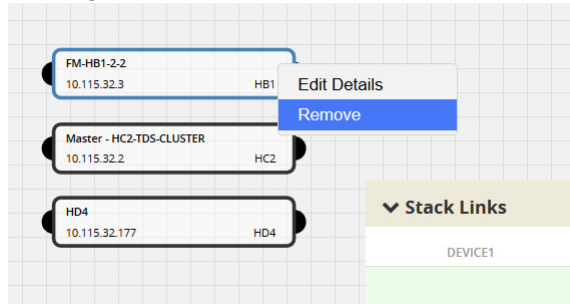 FM-HB1-2-2
10.115.32.3 HB1
Edit Details
Remove
Master - HC2-TDS-CLUSTER
10.115.32.2 HC2
HD4
10.115.32.177 HD4
Stack Links
DEVICE1